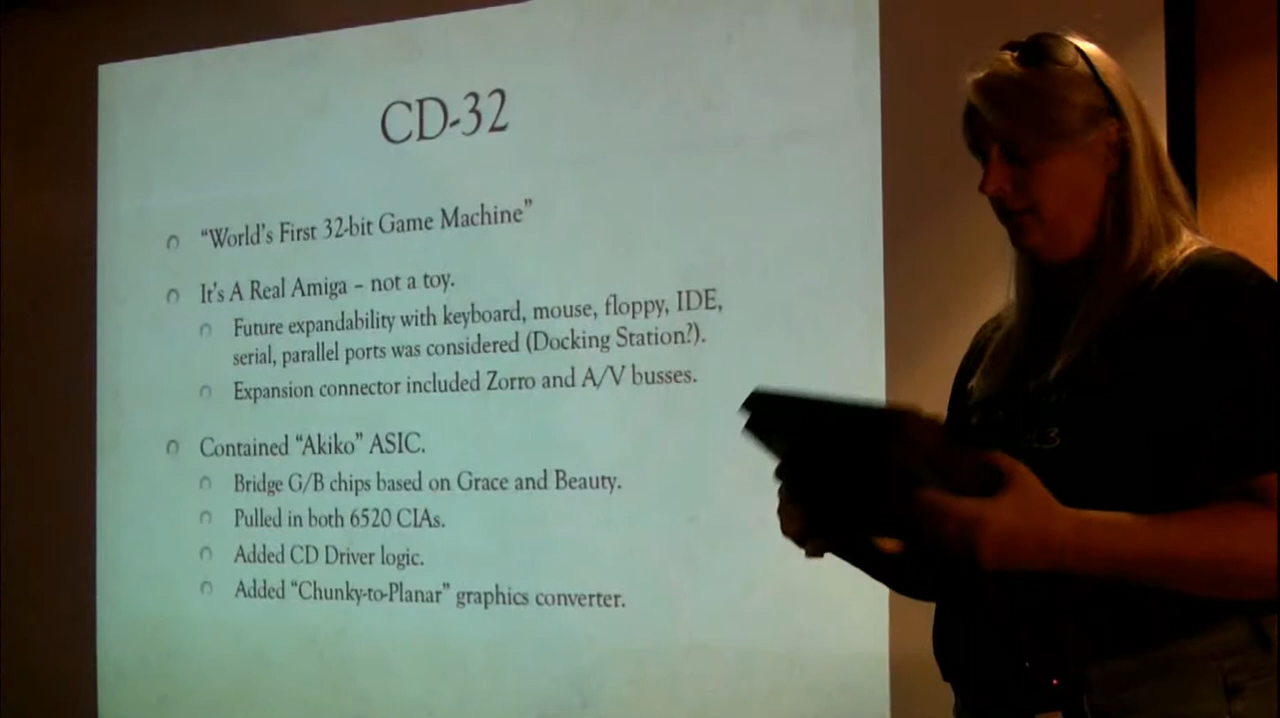 CD-32
“World’s First 32-bit Game Machine”
It’s A Real Amiga – not a toy.
Future expandability with keyboard, mouse, floppy, IDE,
serial, parallel ports was considered (Docking Station?).
Expansion connector included Zorro and A/V busses.
Contained “Akiko” ASIC.
Bridge G/B chips based on Grace and Beauty.
Pulled in both 6520 CIAs.
Added CD Driver logic.
Added “Chunky-to-Planar” graphics converter.